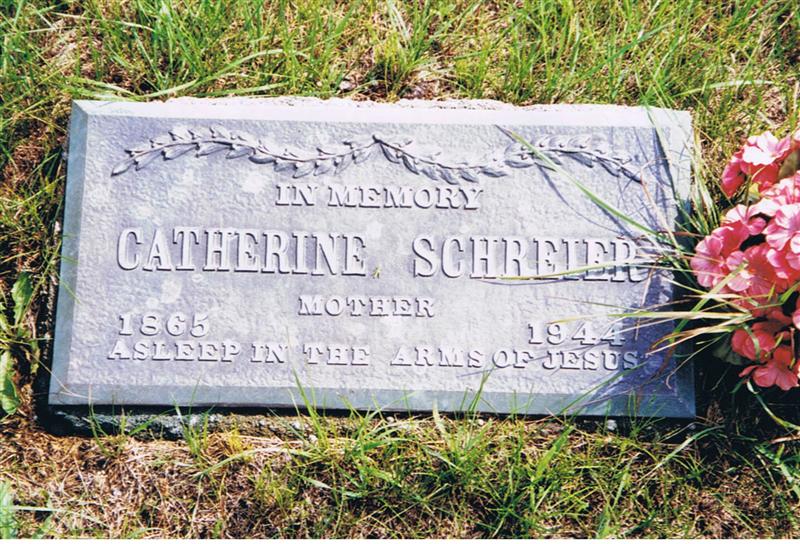 IN MEMORY
CATHERINE SCHREIER
MOTHER
1865 1944
ASLEEP IN THE ARMS OF JESUS